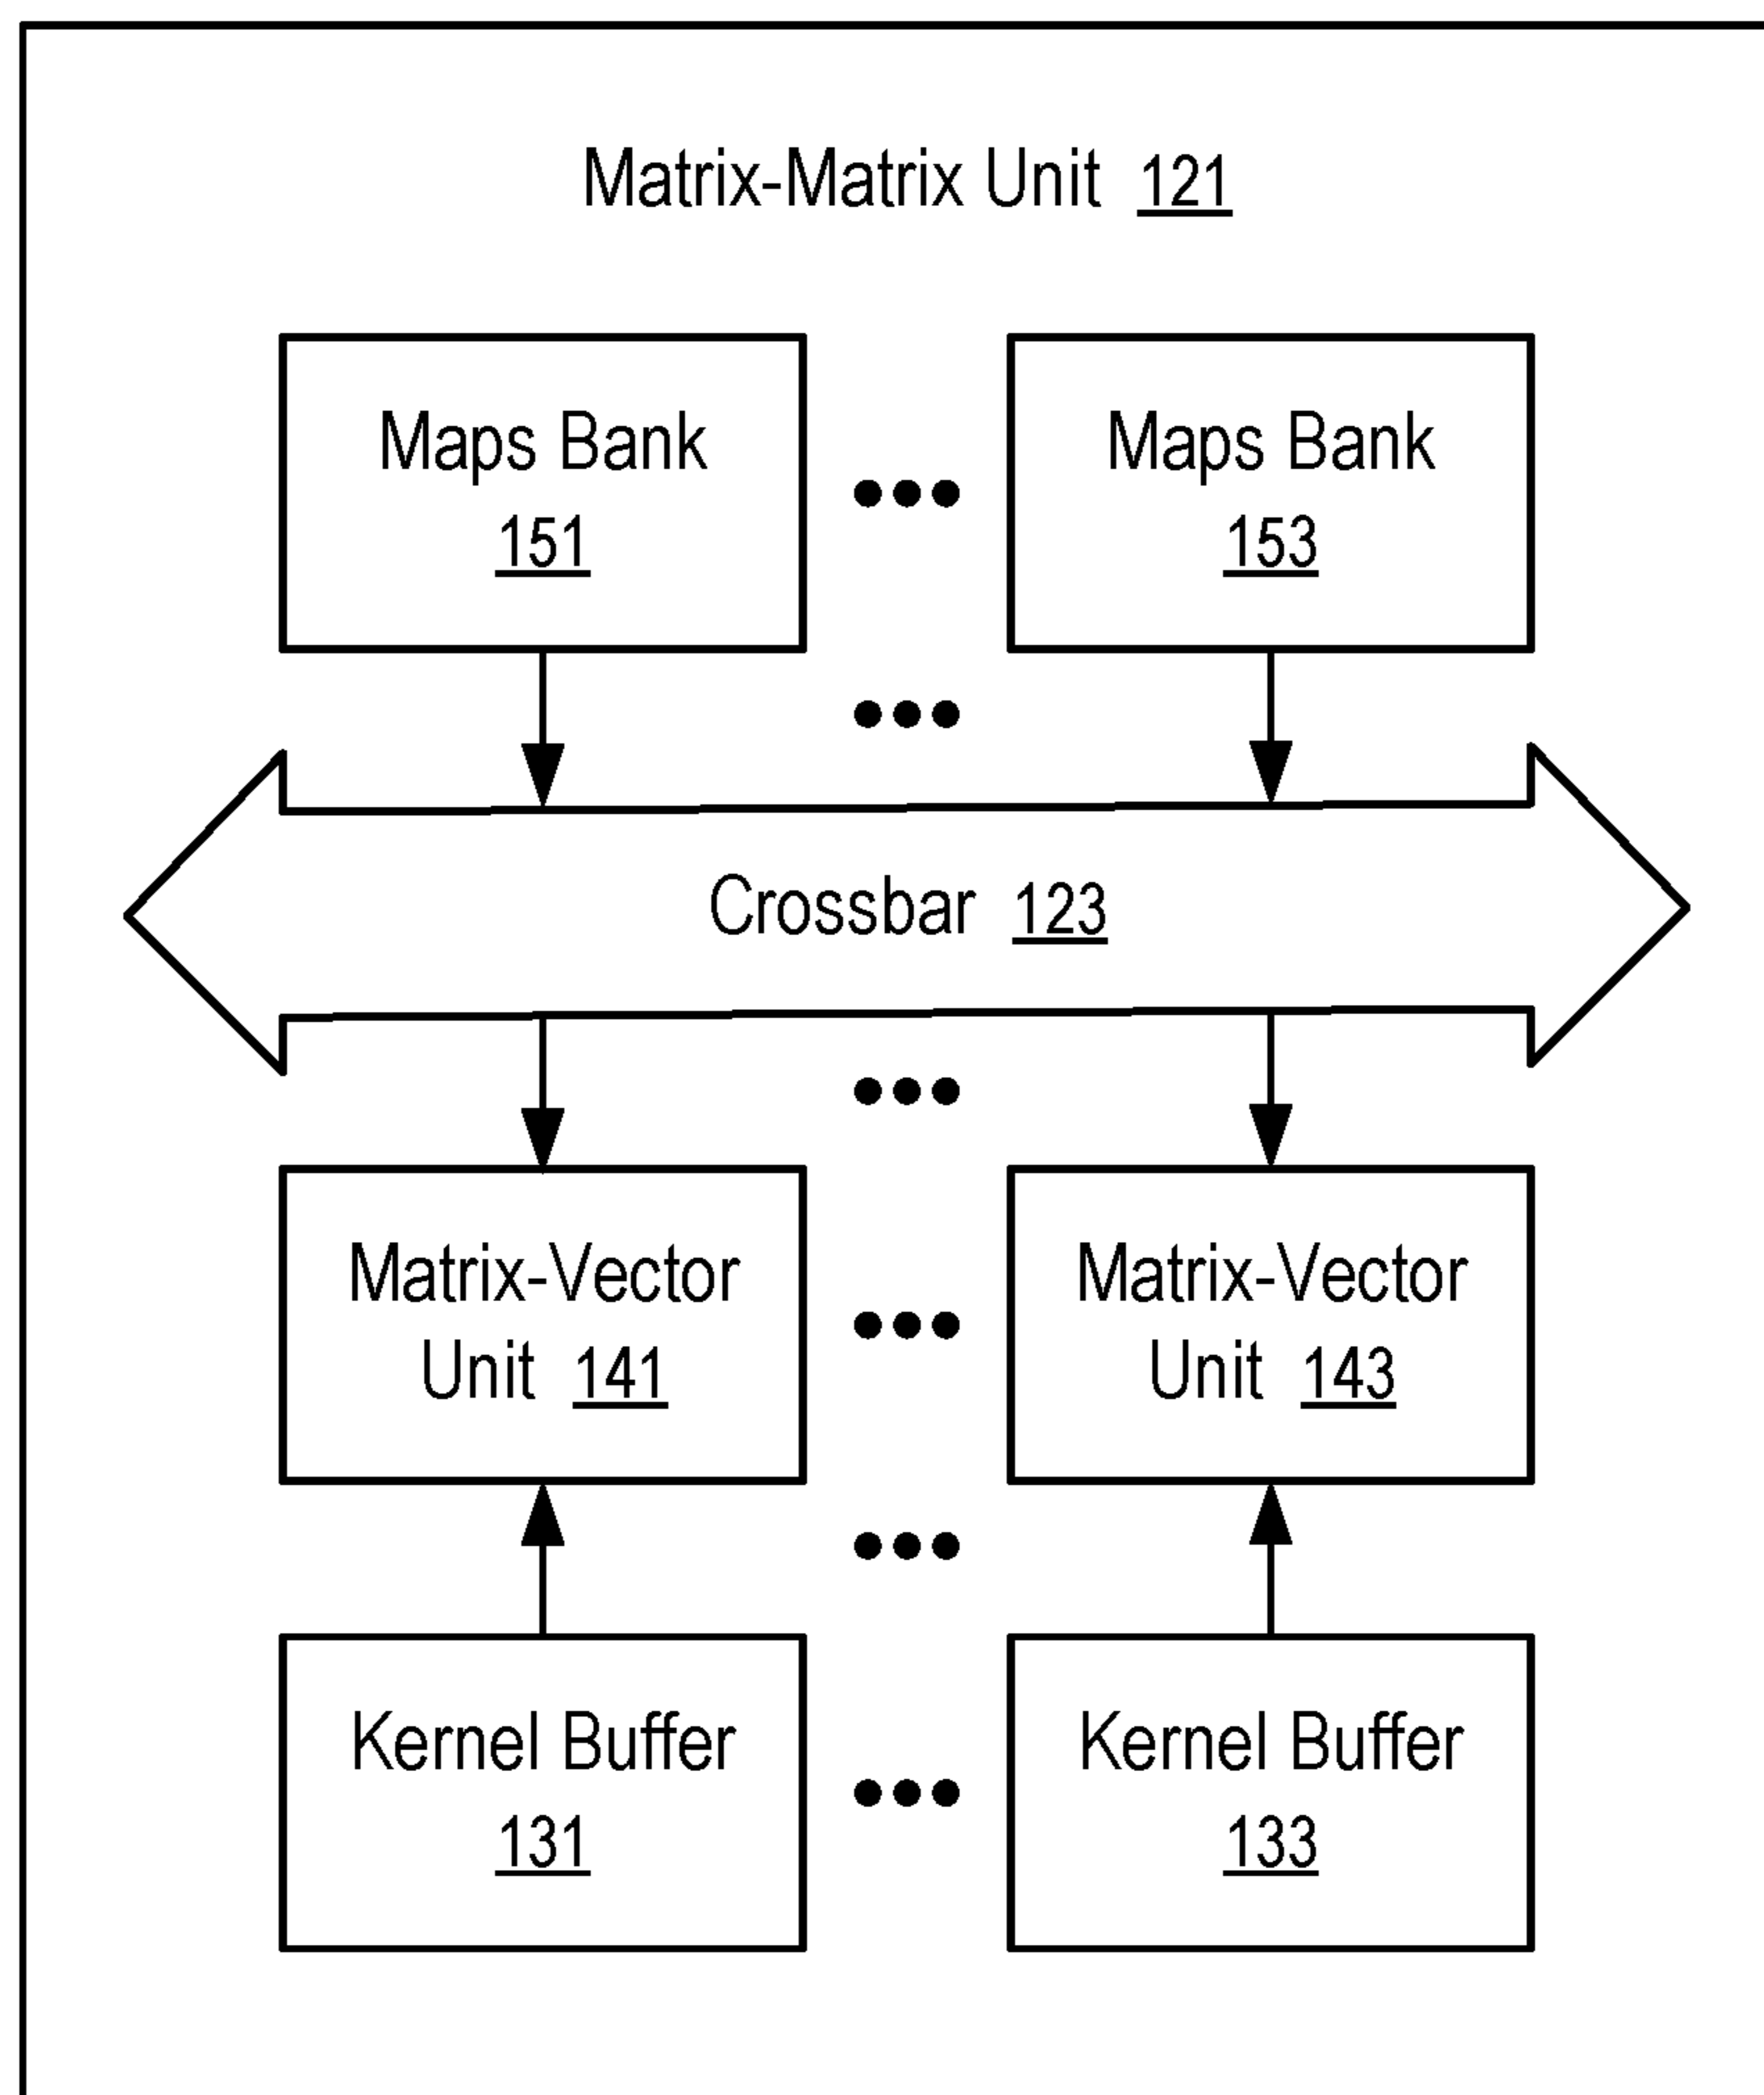 Matrix-Matrix Unit 121
Maps Bank
151
Maps Bank
153
Crossbar 123
Matrix-Vector
Unit 141
Matrix-Vector
Unit 143
Kernel Buffer
131
Kernel Buffer
133